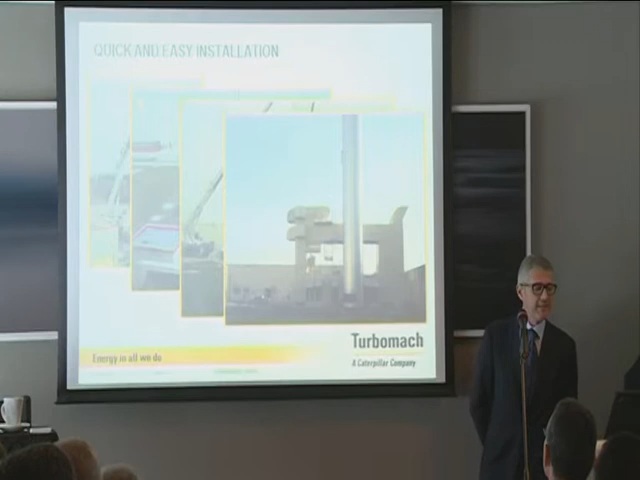 QUICK AND EASY INSTALLATION
Energy in all we do
Turbomach
A Caterpillar Company